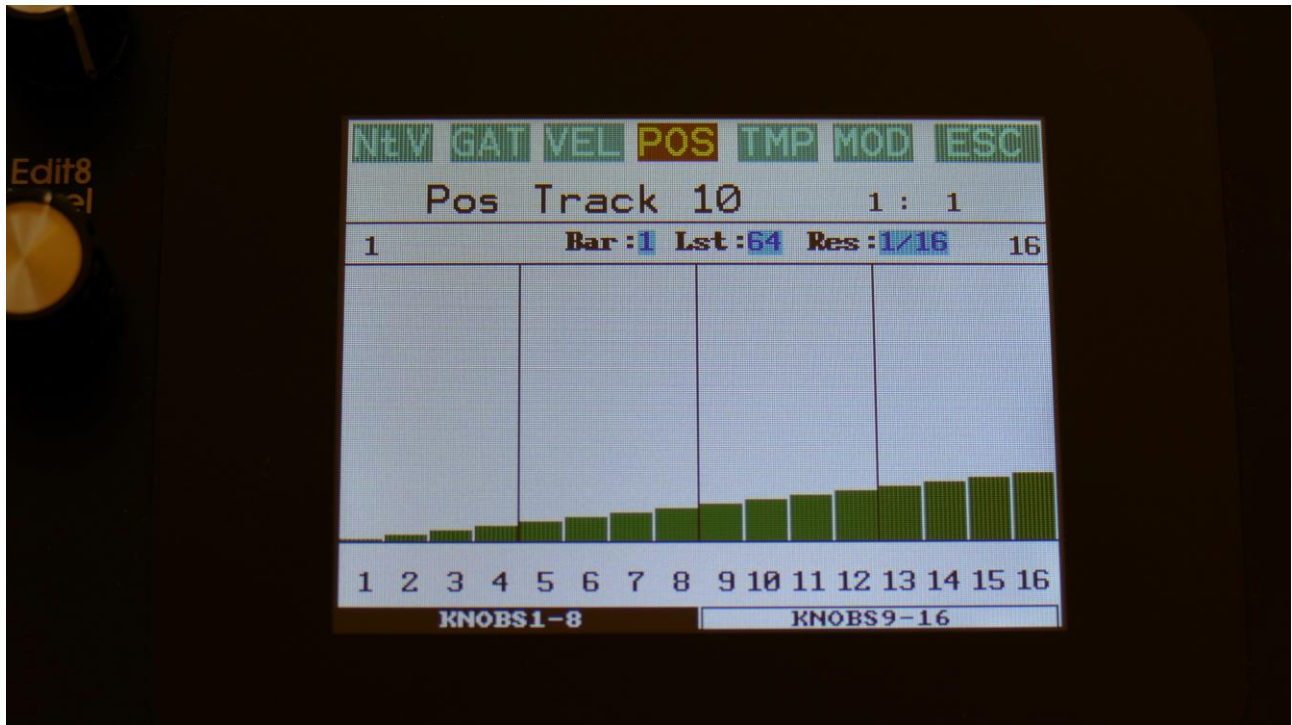 Edit8
NtV GAT VEL POS TMP MOD ESC
Pos Track 10 1 : 1
1 Bar:1 Lst:64 Res:1/16 16
1 2 3 4 5 6 7 8 9 10 11 12 13 14 15 16
KNOBS1-8 KNOBS9-16